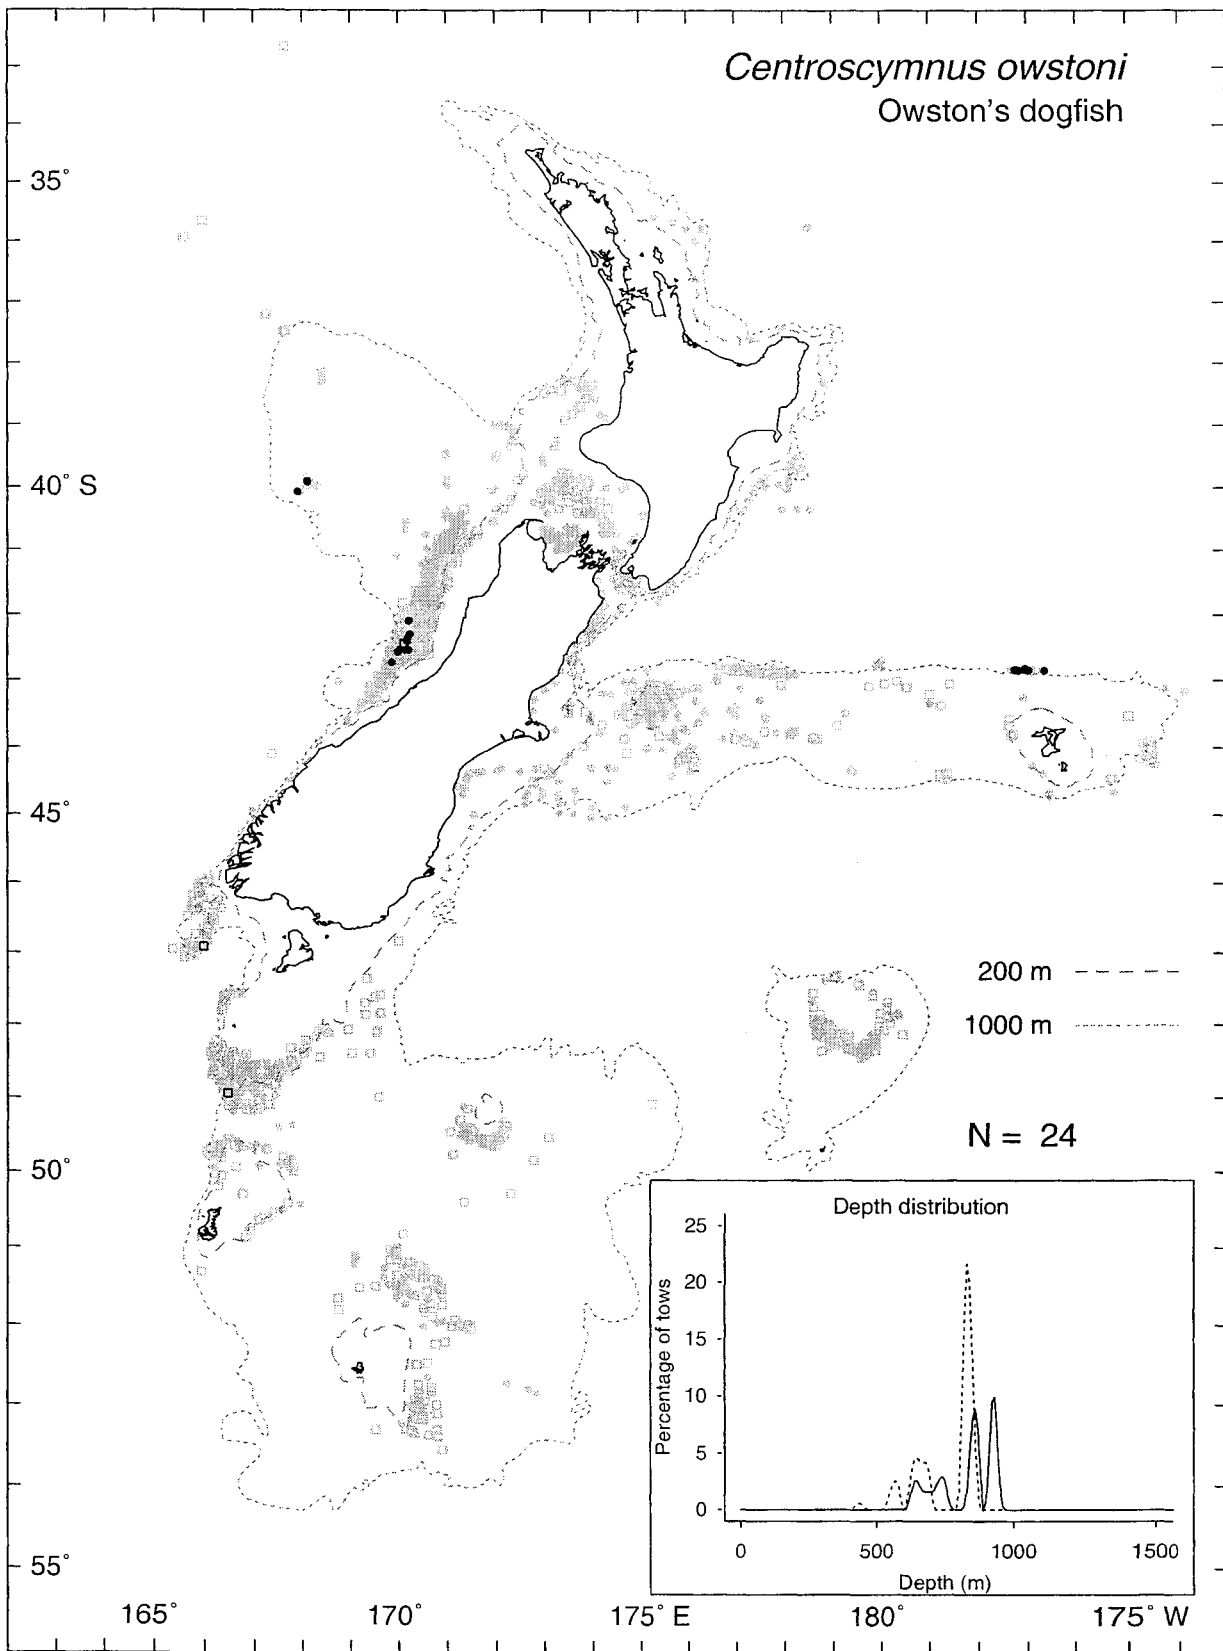 Centroscymnus owstoni
Owston's dogfish
35°
40° S
45°
50°
55°
200 m
1000 m
N = 24
Depth distribution
Percentage of tows
25
20
15
10
5
0
0 500 1000 1500
Depth (m)
165° 170° 175° E 180° 175° W